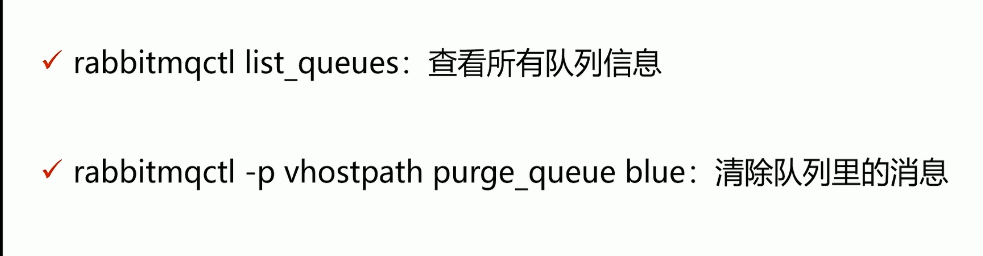 ✓ rabbitmqctl list_queues：查看所有队列信息
✓ rabbitmqctl -p vhostpath purge_queue blue：清除队列里的消息